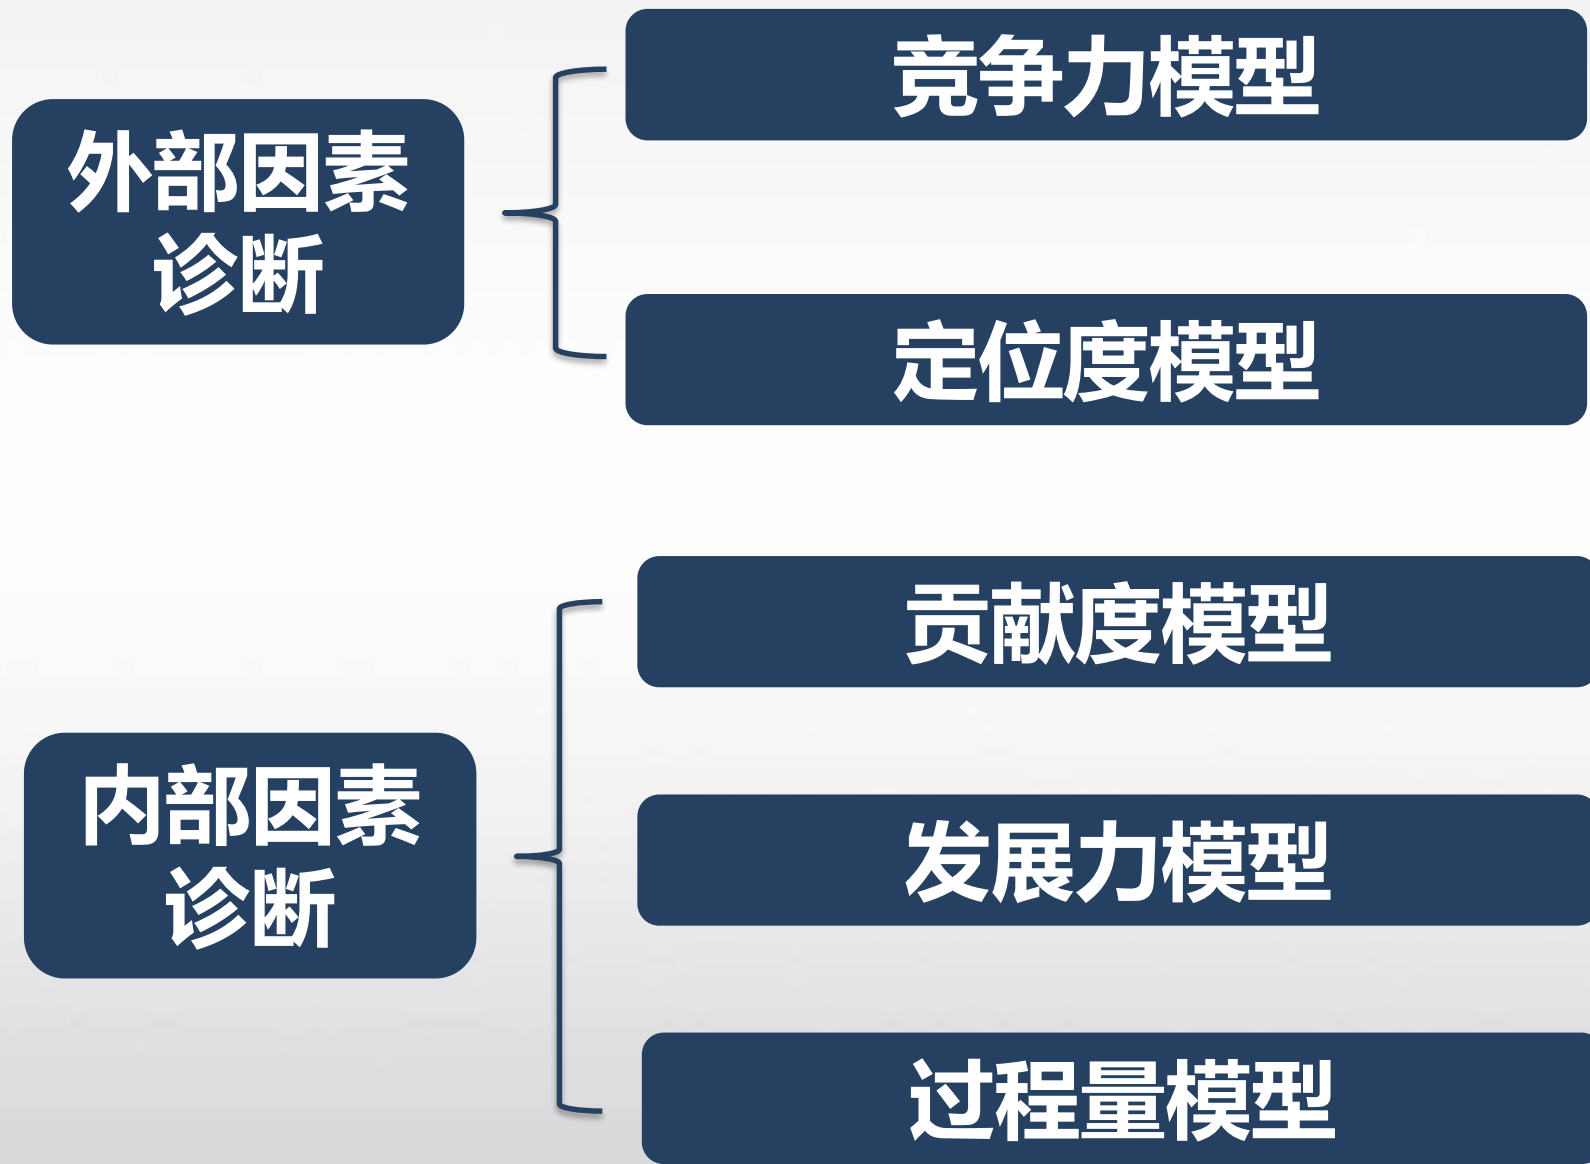 外部因素
诊断
竞争力模型
定位度模型
内部因素
诊断
贡献度模型
发展力模型
过程量模型